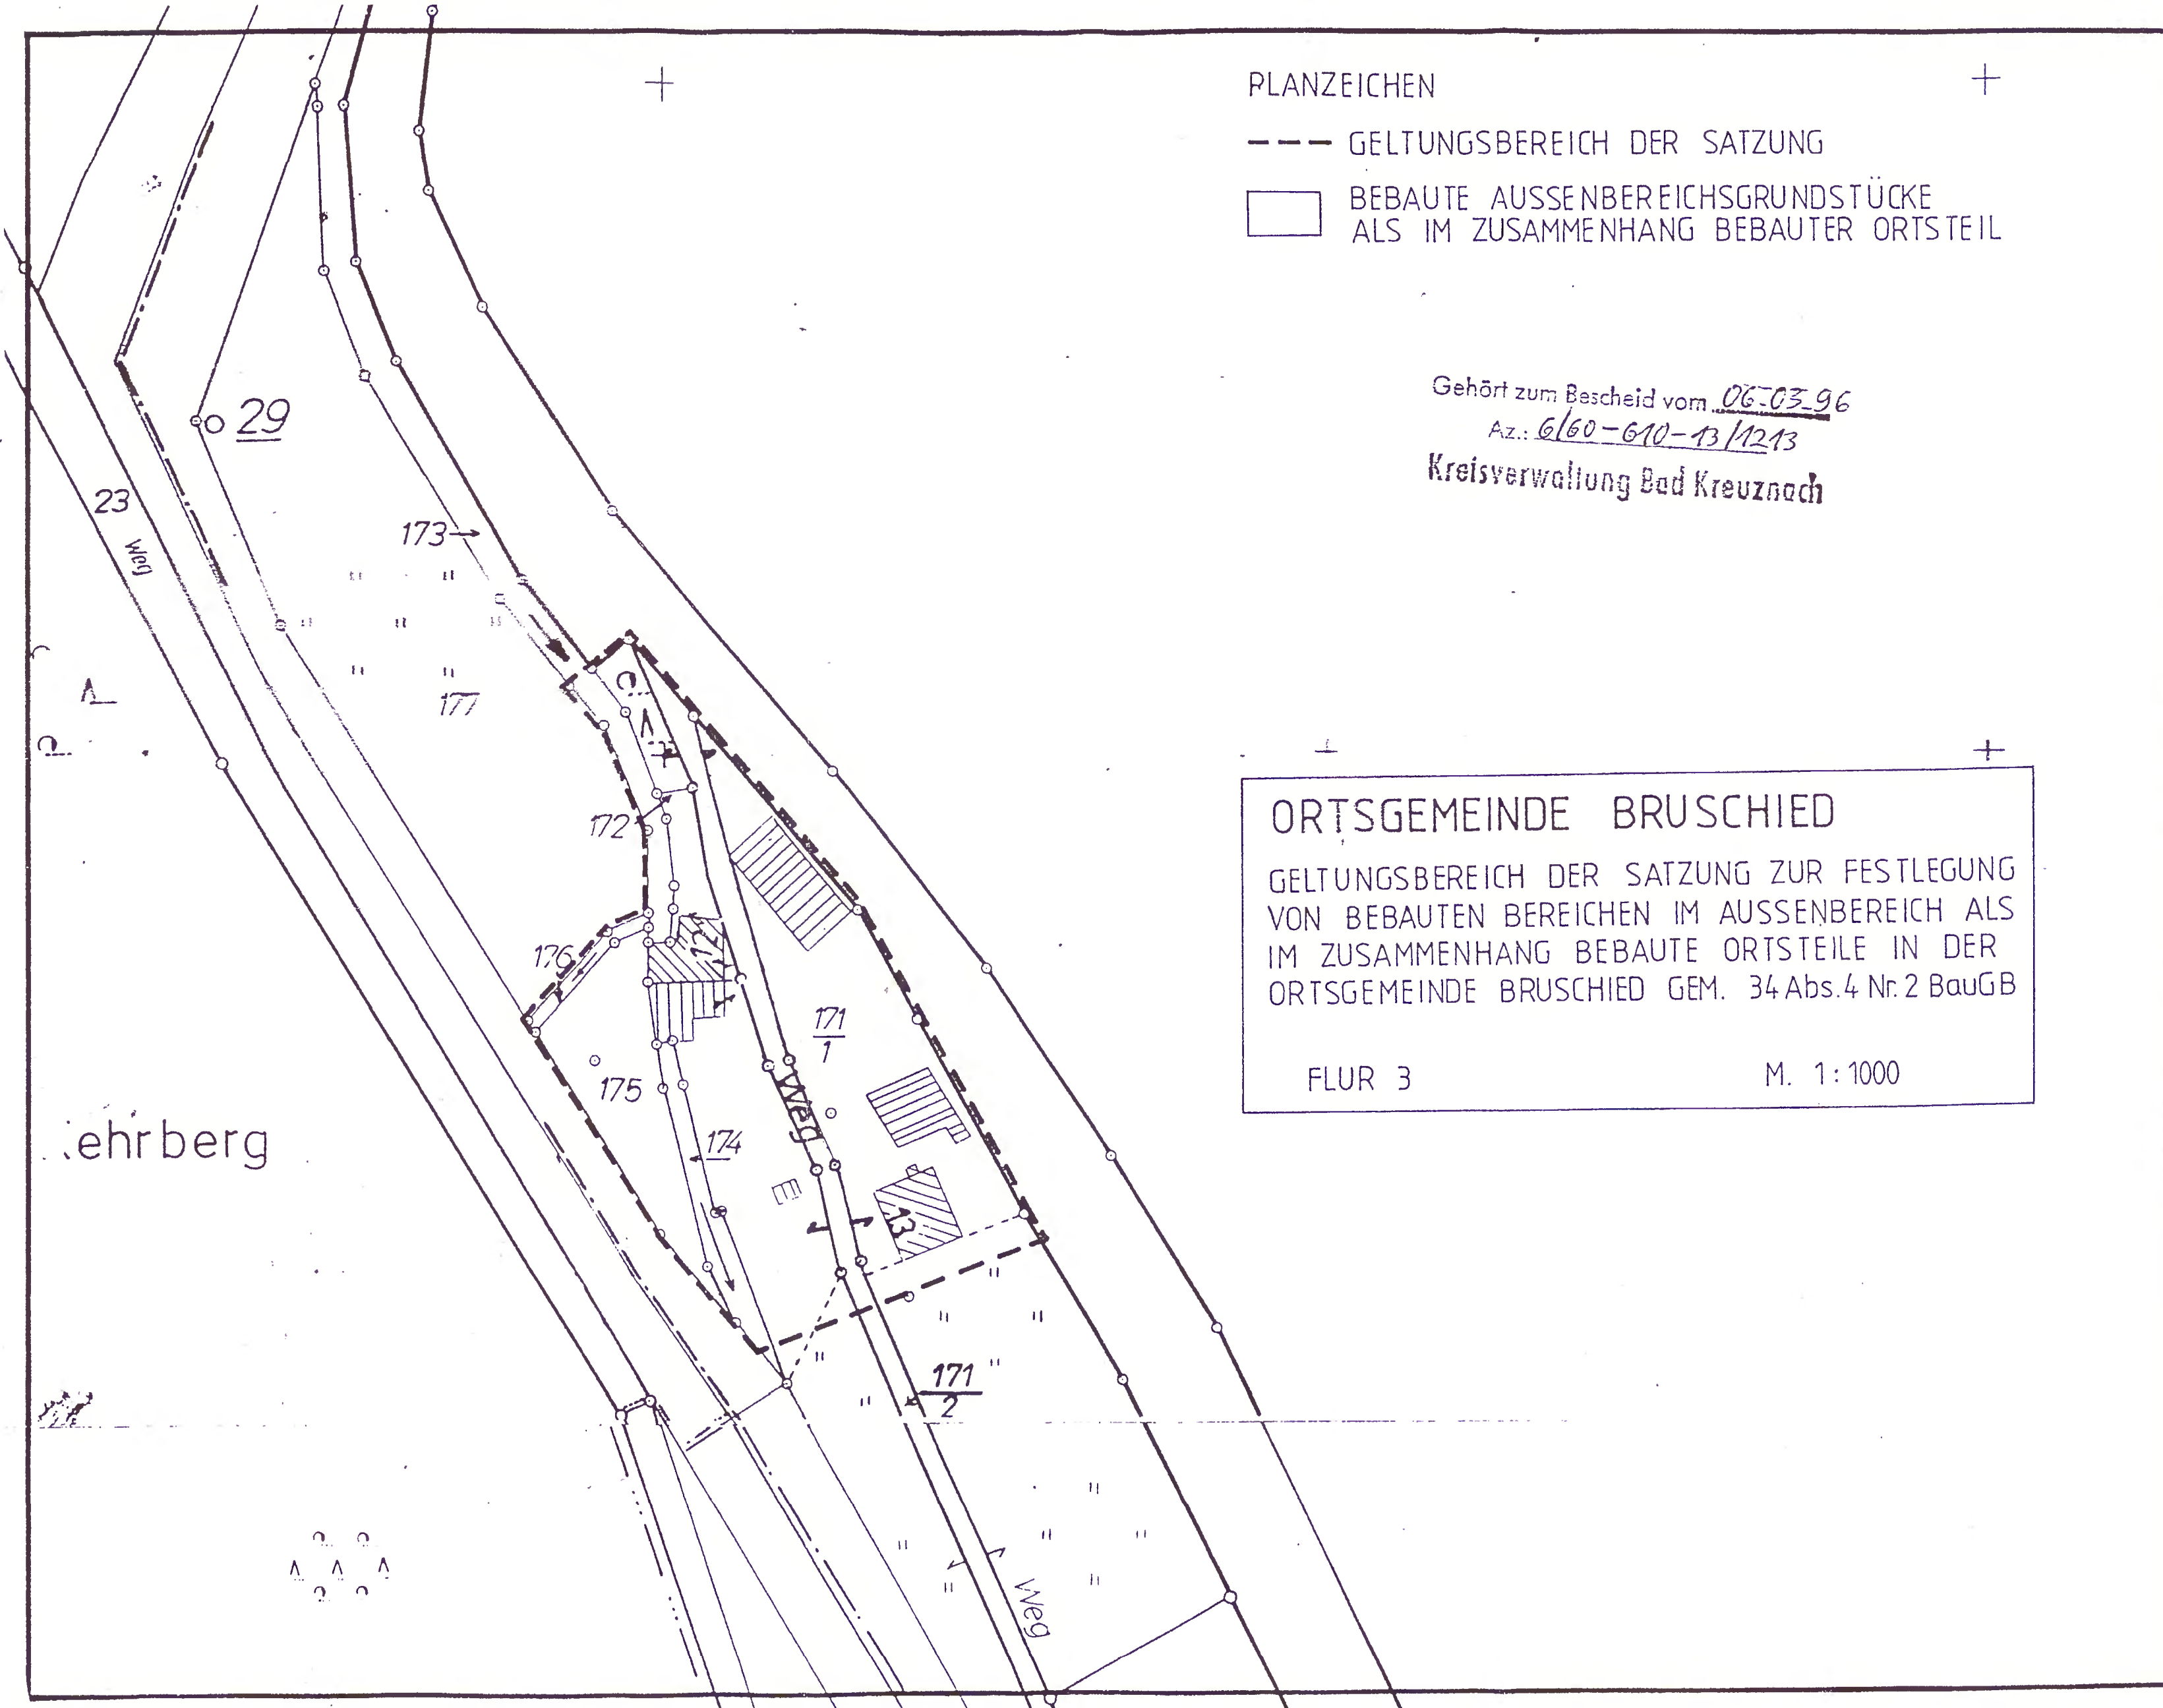 PLANZEICHEN
GELTUNGSBEREICH DER SATZUNG
BEBAUTE AUSSENBEREICHSGRUNDSTÜCKE
ALS IM ZUSAMMENHANG BEBAUTER ORTSTEIL
Gehört zum Bescheid vom 06-03-96
Az.: 6/60-610-13/1213
Kreisverwaltung Bad Kreuznach
ORTSGEMEINDE BRUSCHIED
GELTUNGSBEREICH DER SATZUNG ZUR FESTLEGUNG
VON BEBAUTEN BEREICHEN IM AUSSENBEREICH ALS
IM ZUSAMMENHANG BEBAUTE ORTSTEILE IN DER
ORTSGEMEINDE BRUSCHIED GEM. 34 Abs. 4 Nr. 2 BauGB
FLUR 3 M. 1:1000
29
23
Weg
173
177
172
12
176
171
1
175
Weg
174
13
ehrberg
171
2
Weg